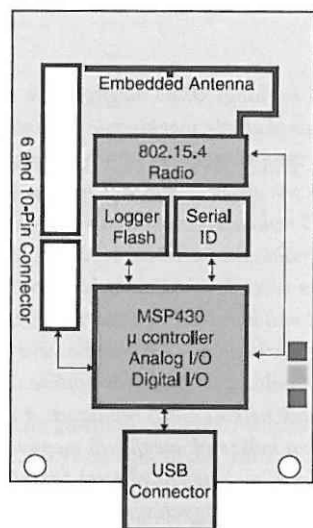 Embedded Antenna
802.15.4
Radio
6 and 10-Pin Connector
Logger
Flash
Serial
ID
MSP430
µ controller
Analog I/O
Digital I/O
USB
Connector